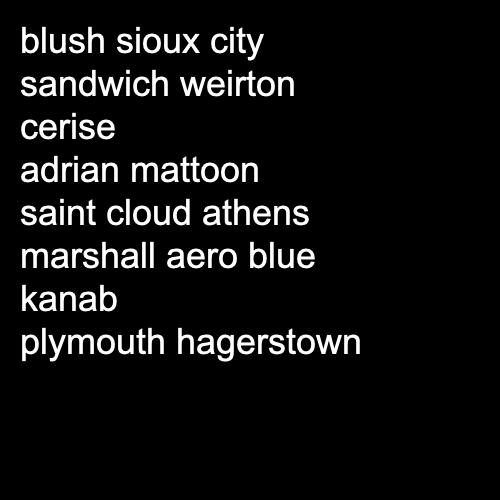 blush sioux city
sandwich weirton
cerise
adrian mattoon
saint cloud athens
marshall aero blue
kanab
plymouth hagerstown